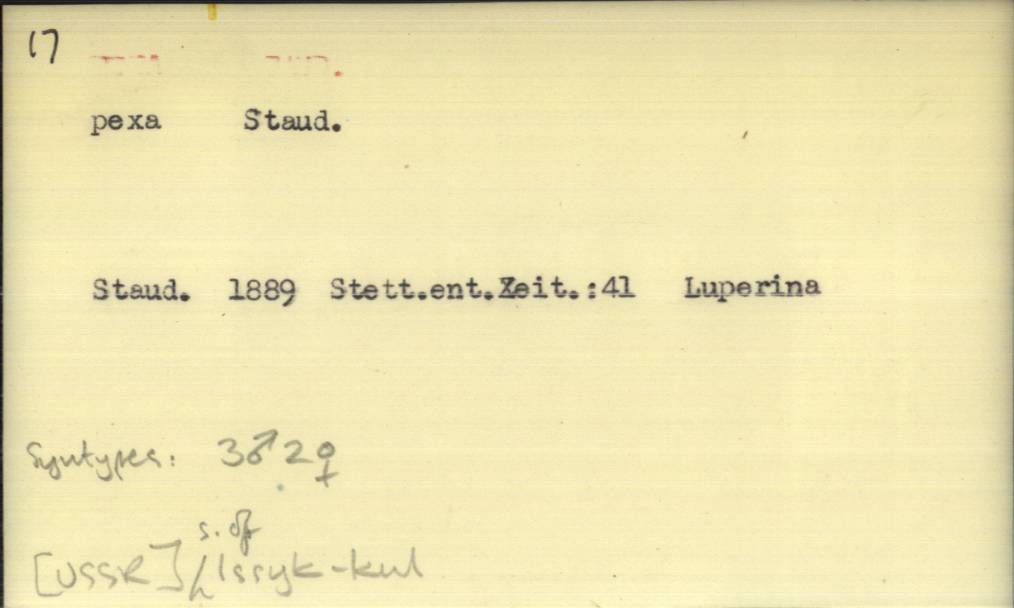 17
pexa Staud.
Staud. 1889 Stett.ent.Zeit.:41 Luperina
Syntypes: 3♂ 2♀
s. of
[USSR] Issyk-kul